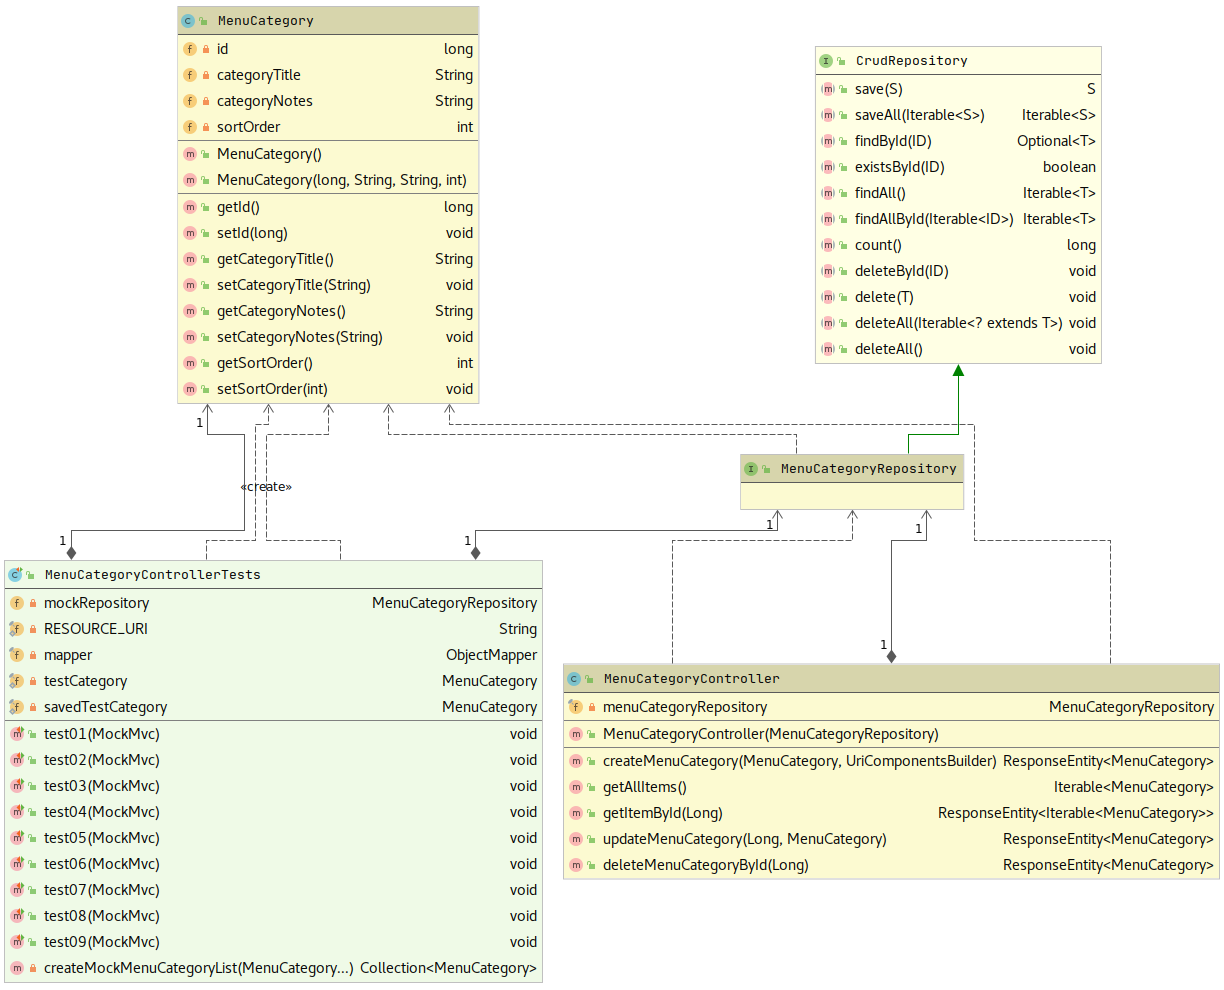 MenuCategory
id long
categoryTitle String
categoryNotes String
sortOrder int
MenuCategory()
MenuCategory(long, String, String, int)
getId() long
setId(long) void
getCategoryTitle() String
setCategoryTitle(String) void
getCategoryNotes() String
setCategoryNotes(String) void
getSortOrder() int
setSortOrder(int) void
CrudRepository
save(S) S
saveAll(Iterable<S>) Iterable<S>
findById(ID) Optional<T>
existsById(ID) boolean
findAll() Iterable<T>
findAllById(Iterable<ID>) Iterable<T>
count() long
deleteById(ID) void
delete(T) void
deleteAll(Iterable<? extends T>) void
deleteAll() void
1
«create»
MenuCategoryRepository
1
1
1
1
1
MenuCategoryControllerTests
mockRepository MenuCategoryRepository
RESOURCE_URI String
mapper ObjectMapper
testCategory MenuCategory
savedTestCategory MenuCategory
test01(MockMvc) void
test02(MockMvc) void
test03(MockMvc) void
test04(MockMvc) void
test05(MockMvc) void
test06(MockMvc) void
test07(MockMvc) void
test08(MockMvc) void
test09(MockMvc) void
createMockMenuCategoryList(MenuCategory...) Collection<MenuCategory>
MenuCategoryController
menuCategoryRepository MenuCategoryRepository
MenuCategoryController(MenuCategoryRepository)
createMenuCategory(MenuCategory, UriComponentsBuilder) ResponseEntity<MenuCategory>
getAllItems() Iterable<MenuCategory>
getItemById(Long) ResponseEntity<Iterable<MenuCategory>>
updateMenuCategory(Long, MenuCategory) ResponseEntity<MenuCategory>
deleteMenuCategoryById(Long) ResponseEntity<MenuCategory>